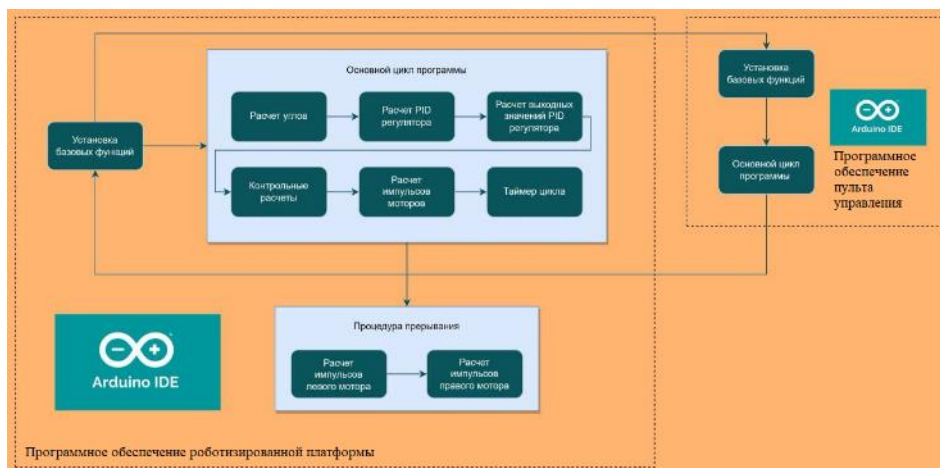 Установка
базовых функций
Основной цикл программы
Расчет углов
Расчет PID
регулятора
Расчет выходных
значений PID
регулятора
Контрольные
расчеты
Расчет
импульсов
моторов
Таймер цикла
Процедура прерывания
Расчет
импульсов
левого мотора
Расчет
импульсов
правого мотора
Arduino IDE
Программное обеспечение роботизированной платформы
Установка
базовых функций
Основной цикл
программы
Arduino IDE
Программное
обеспечение
пульта
управления